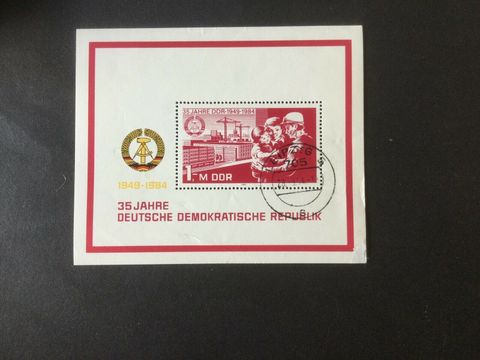 35 JAHRE DDR·1949-1984
1 M DDR
1949-1984
35 JAHRE
DEUTSCHE DEMOKRATISCHE REPUBLIK